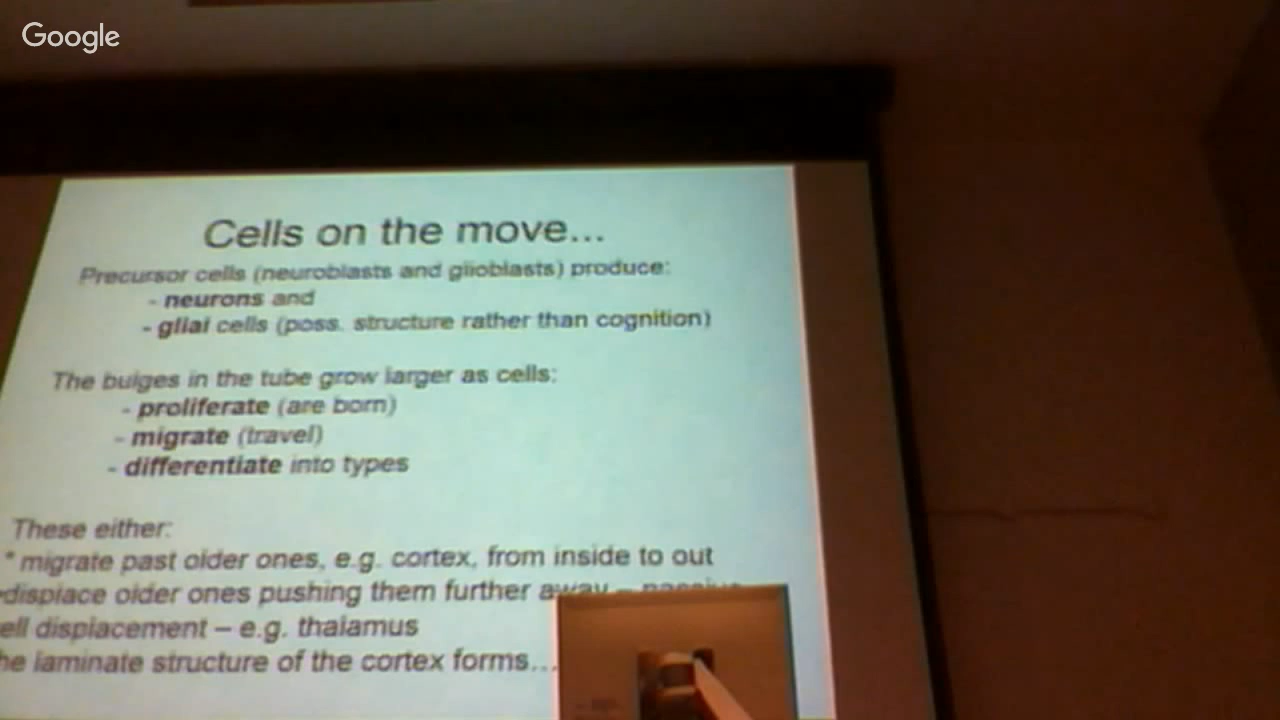 Google
Cells on the move...
Precursor cells (neuroblasts and glioblasts) produce:
- neurons and
- glial cells (poss. structure rather than cognition)
The bulges in the tube grow larger as cells:
- proliferate (are born)
- migrate (travel)
- differentiate into types
These either:
* migrate past older ones, e.g. cortex, from inside to out
displace older ones pushing them further away – passive
ell displacement – e.g. thalamus
he laminate structure of the cortex forms...